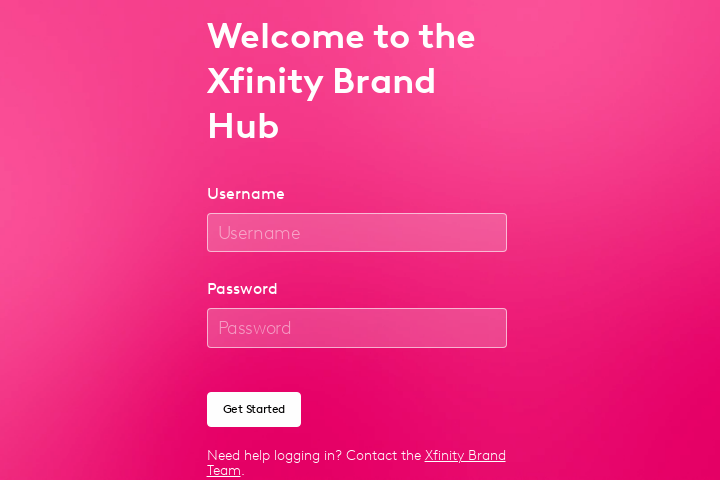 Welcome to the
Xfinity Brand
Hub
Username
Username
Password
Password
Get Started
Need help logging in? Contact the Xfinity Brand
Team.